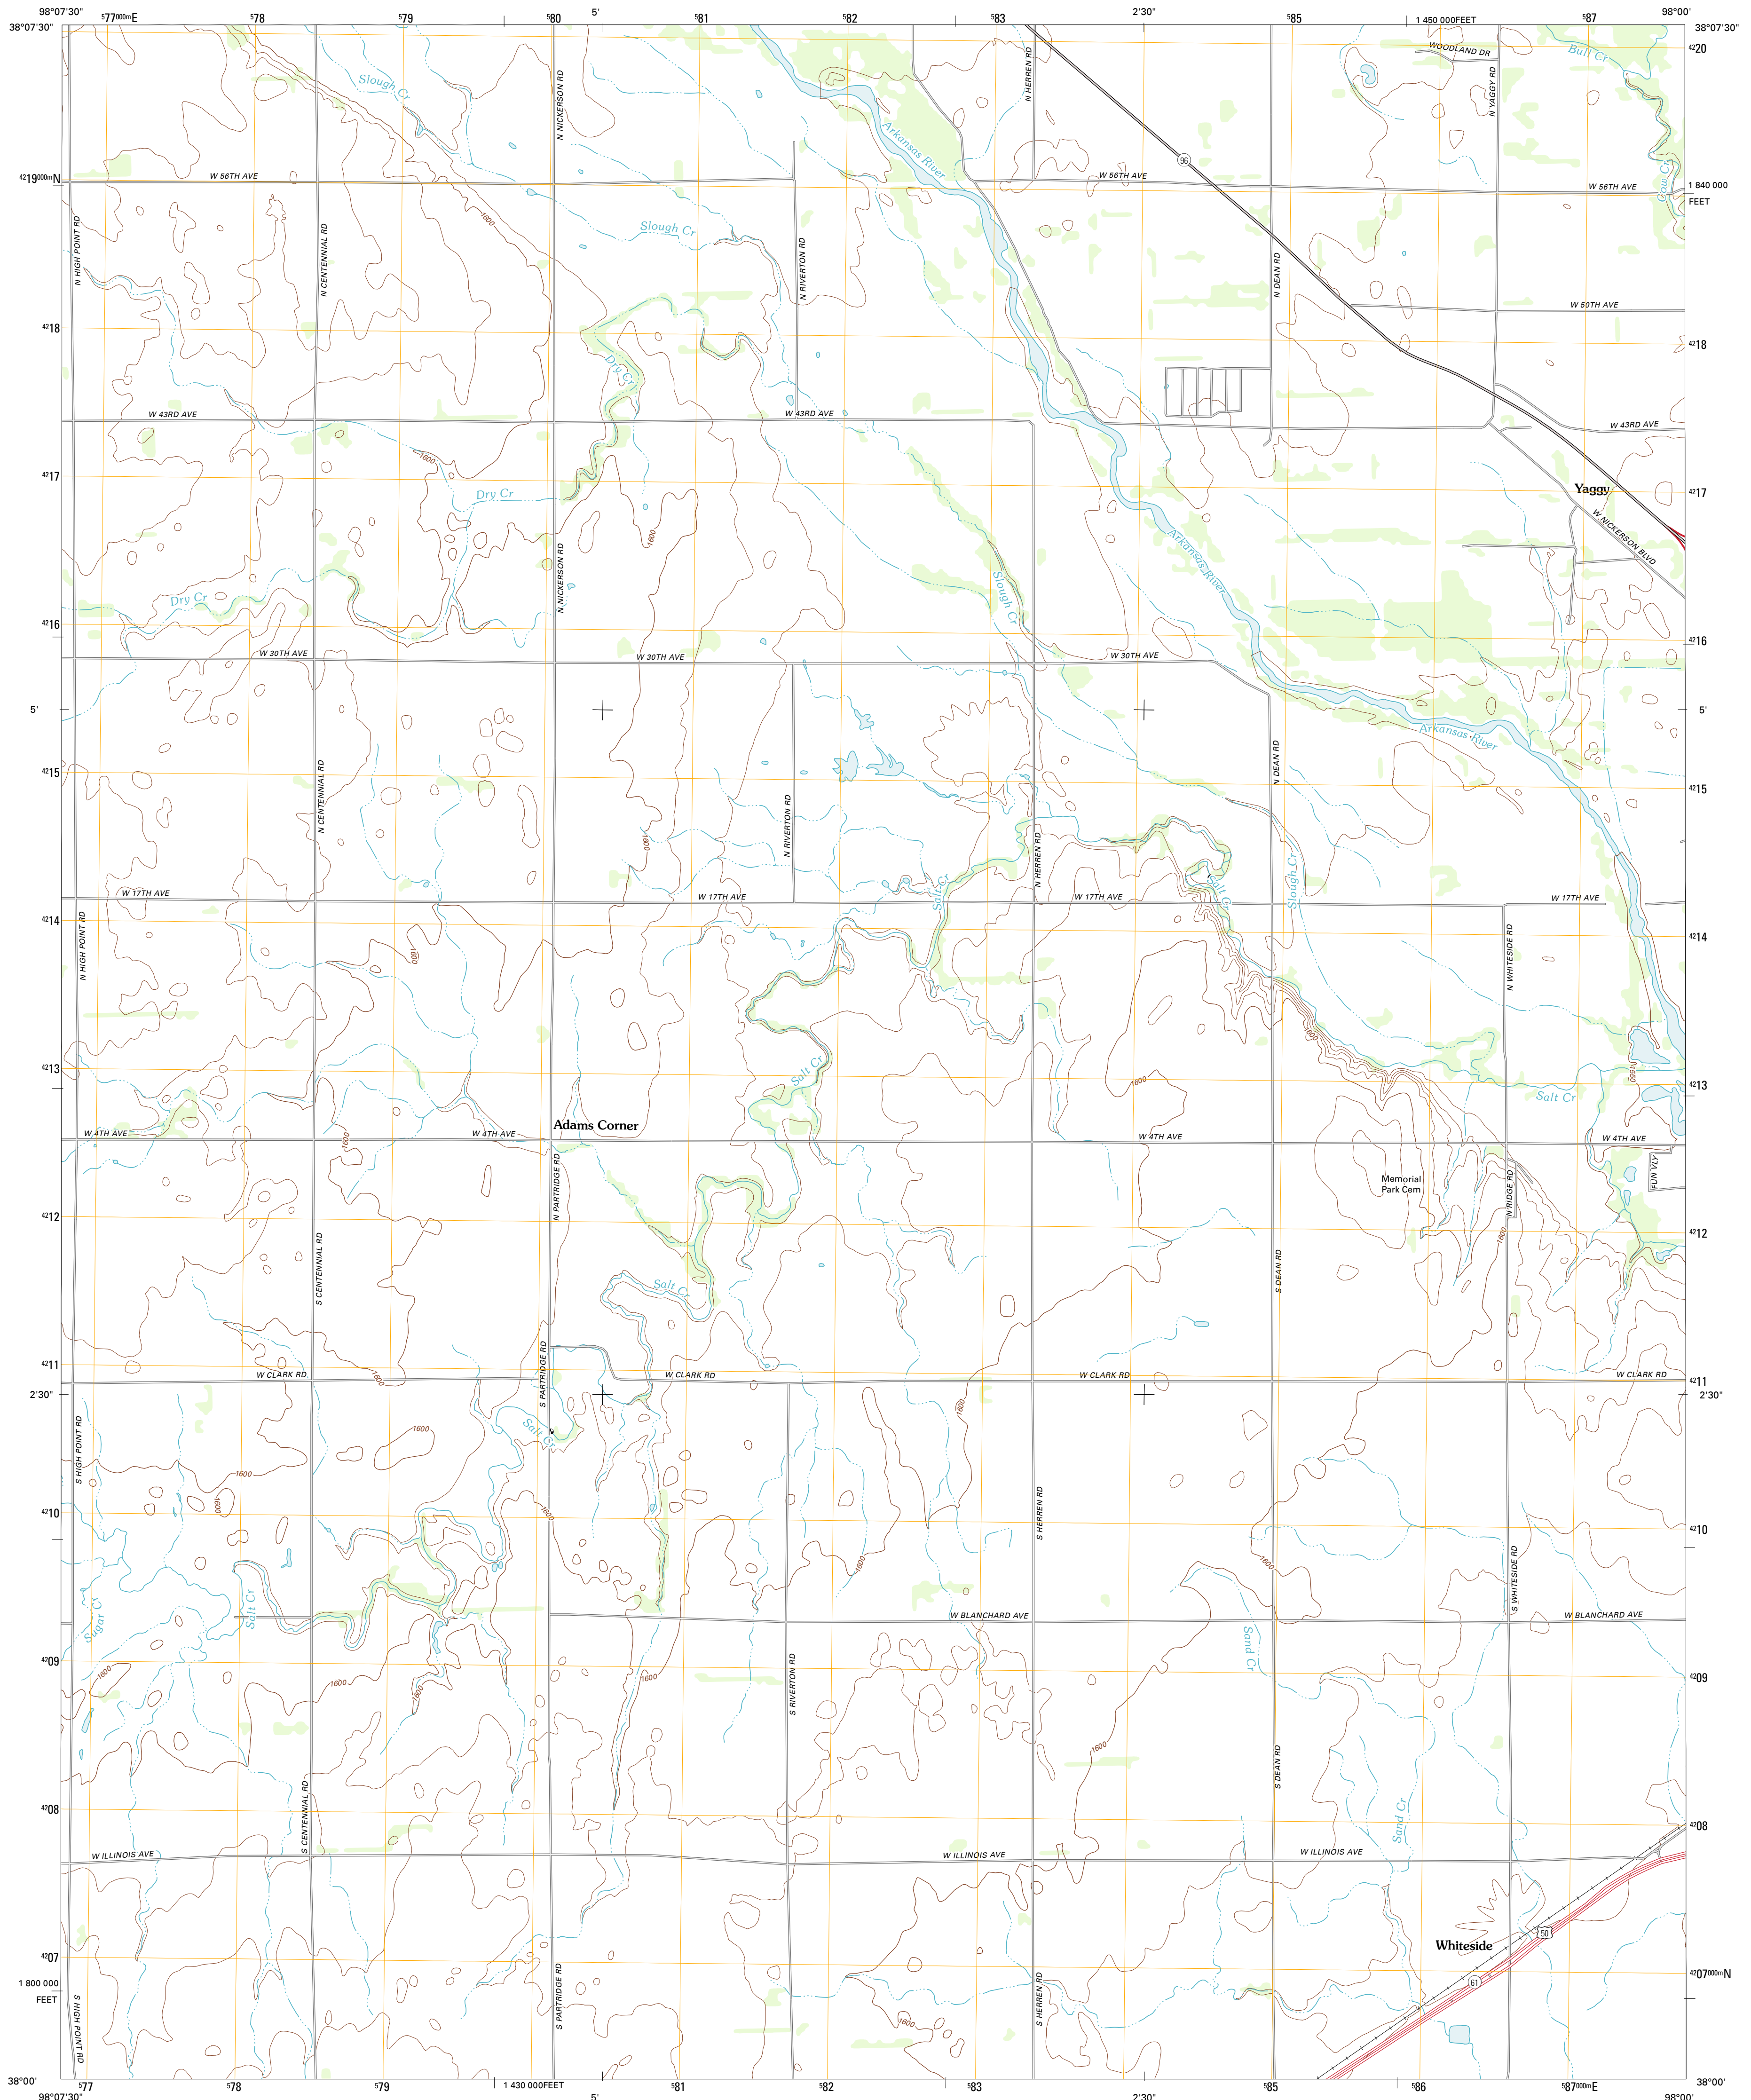 98°07'30" 577000mE 578 579 580 5' 581 582 583 2'30" 585 1 450 000FEET 587 98°00'
38°07'30" 38°07'30"
WOODLAND DR
Bull Cr
4220
Slough Cr
N NICKERSON RD
N HERREN RD
N YAGGY RD
Arkansas River
96
Cow Cr
4219000mN
W 56TH AVE
W 56TH AVE
W 56TH AVE
1 840 000
FEET
1600
Slough Cr
N HIGH POINT RD
N CENTENNIAL RD
N RIVERTON RD
N DEAN RD
W 50TH AVE
4218
4218
Dry Cr
W 43RD AVE
W 43RD AVE
W 43RD AVE
1600
4217
Dry Cr
Yaggy
4217
W NICKERSON BLVD
1600
Arkansas River
N NICKERSON RD
Slough Cr
Dry Cr
4216
4216
W 30TH AVE
W 30TH AVE
W 30TH AVE
5'
5'
Arkansas River
4215
N CENTENNIAL RD
N DEAN RD
4215
N RIVERTON RD
1600
N HERREN RD
Slough Cr
Salt Cr
Salt Cr
W 17TH AVE
W 17TH AVE
W 17TH AVE
W 17TH AVE
4214
4214
N HIGH POINT RD
1600
N WHITESIDE RD
1600
4213
Salt Cr
1600
1550
4213
Salt Cr
Adams Corner
W 4TH AVE
W 4TH AVE
W 4TH AVE
W 4TH AVE
1600
N PARTRIDGE RD
Memorial
Park Cem
N RIDGE RD
FUN VLY
4212
4212
1600
S CENTENNIAL RD
S DEAN RD
Salt Cr
4211
W CLARK RD
W CLARK RD
W CLARK RD
W CLARK RD
4211
1600
S PARTRIDGE RD
2'30"
2'30"
1600
S HIGH POINT RD
Salt Cr
1600
1600
1600
1600
4210
S HERREN RD
4210
1600
1600
S WHITESIDE RD
Sugar Cr
Salt Cr
W BLANCHARD AVE
W BLANCHARD AVE
Sand Cr
4209
4209
1600
1600
1600
1600
S RIVERTON RD
1600
S DEAN RD
4208
S CENTENNIAL RD
Sand Cr
4208
W ILLINOIS AVE
W ILLINOIS AVE
W ILLINOIS AVE
50
Whiteside
4207
4207000mN
61
1 800 000
FEET
S HIGH POINT RD
S PARTRIDGE RD
S HERREN RD
1600
38°00' 38°00'
98°07'30" 577 578 579 1 430 000FEET 5' 581 582 583 2'30" 585 586 587000mE 98°00'